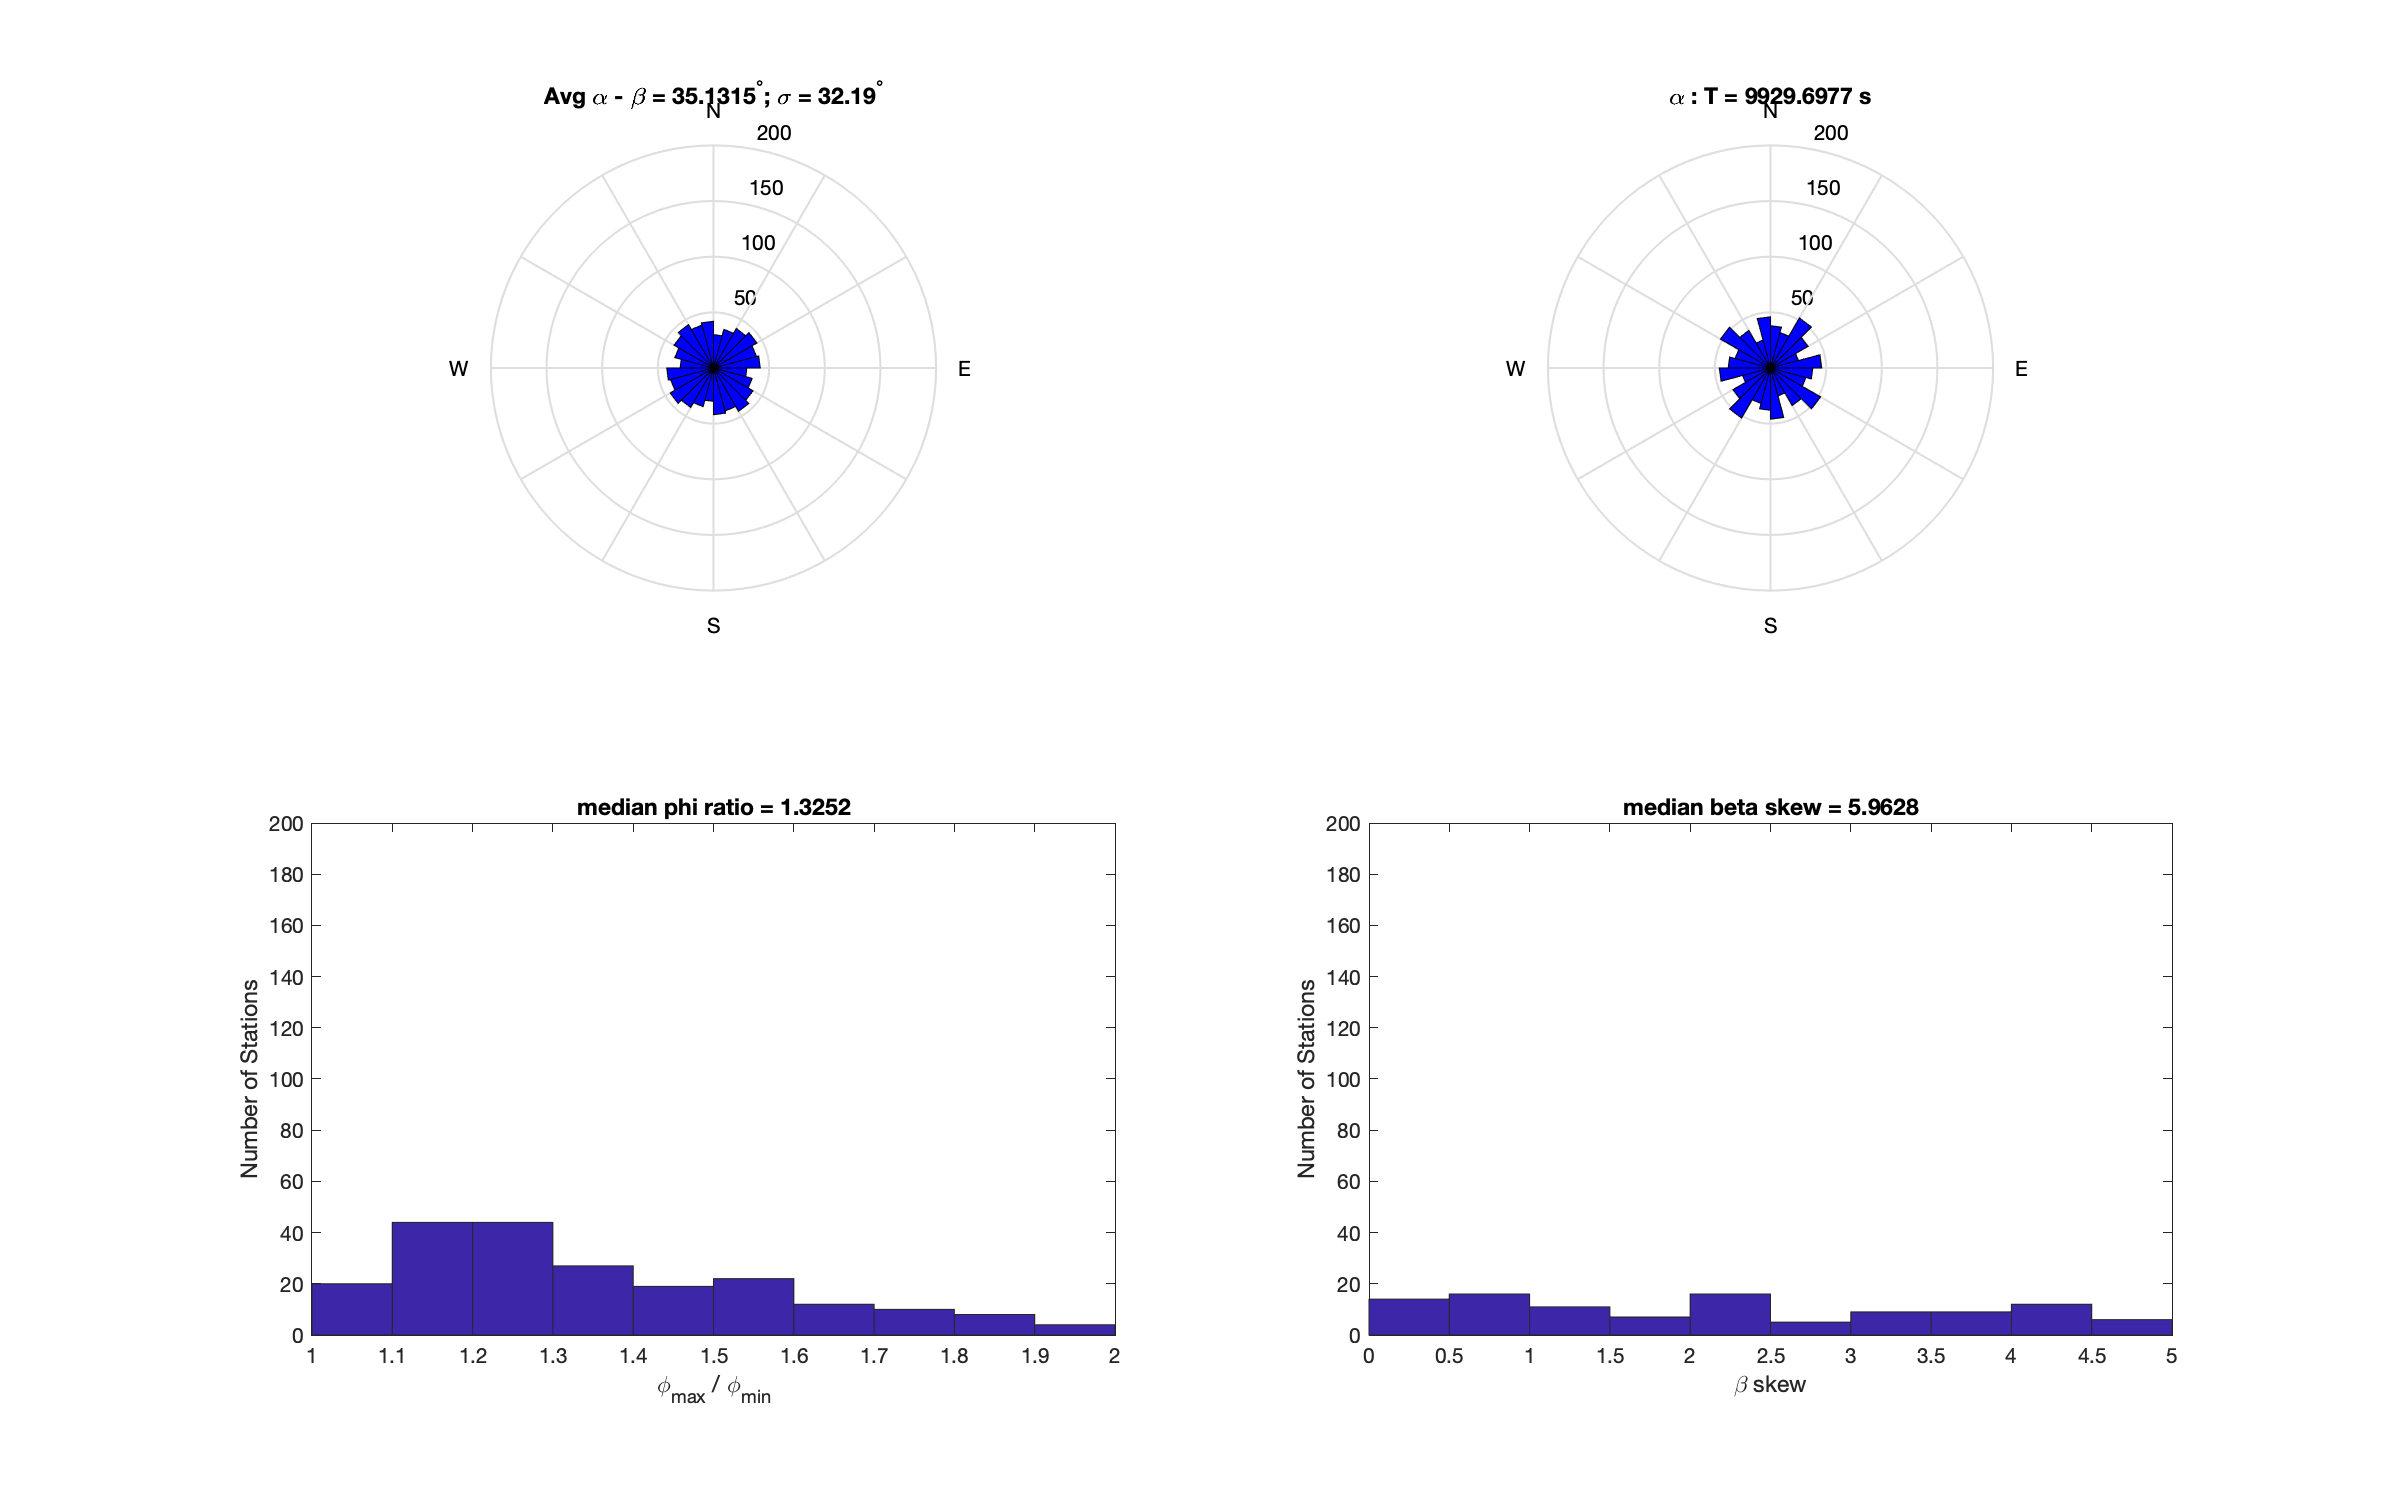 Avg α - β = 35.1315°; σ = 32.19°
N
200
150
100
50
W
E
S
α : T = 9929.6977 s
N
200
150
100
50
W
E
S
median phi ratio = 1.3252
200
180
160
140
120
100
80
60
40
20
0
Number of Stations
1 1.1 1.2 1.3 1.4 1.5 1.6 1.7 1.8 1.9 2
ϕmax / ϕmin
median beta skew = 5.9628
200
180
160
140
120
100
80
60
40
20
0
Number of Stations
0 0.5 1 1.5 2 2.5 3 3.5 4 4.5 5
β skew